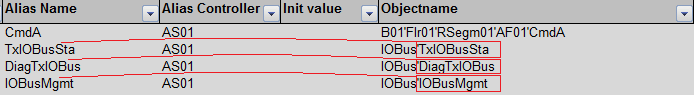 Alias Name Alias Controller Init value Objectname
CmdA AS01 B01'Flr01'RSegm01'AF01'CmdA
TxIOBusSta AS01 IOBus'TxIOBusSta
DiagTxIOBus AS01 IOBus'DiagTxIOBus
IOBusMgmt AS01 IOBus'IOBusMgmt